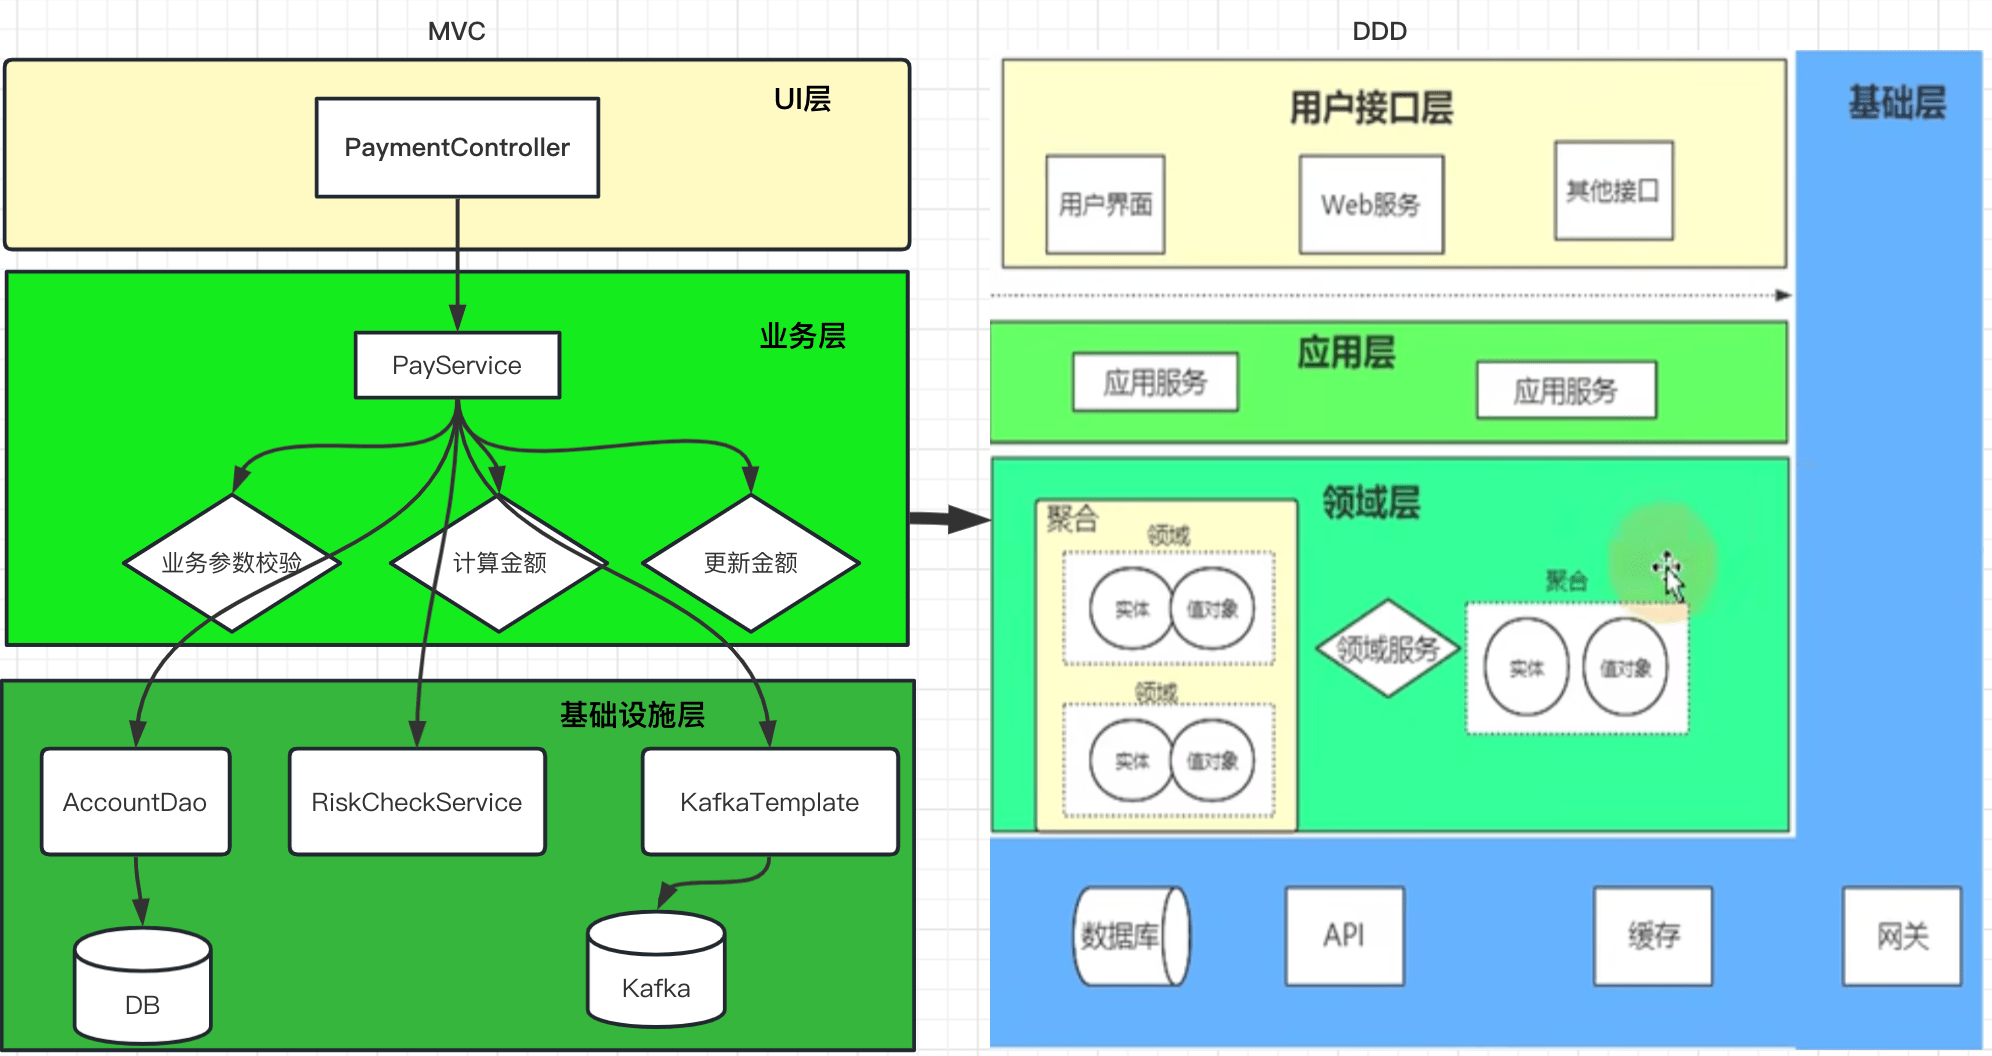 MVC
UI层
PaymentController
业务层
PayService
业务参数校验
计算金额
更新金额
基础设施层
AccountDao
RiskCheckService
KafkaTemplate
DB
Kafka
DDD
用户接口层
基础层
用户界面
Web服务
其他接口
应用层
应用服务
应用服务
领域层
聚合
领域
实体
值对象
领域
实体
值对象
领域服务
聚合
实体
值对象
数据库
API
缓存
网关